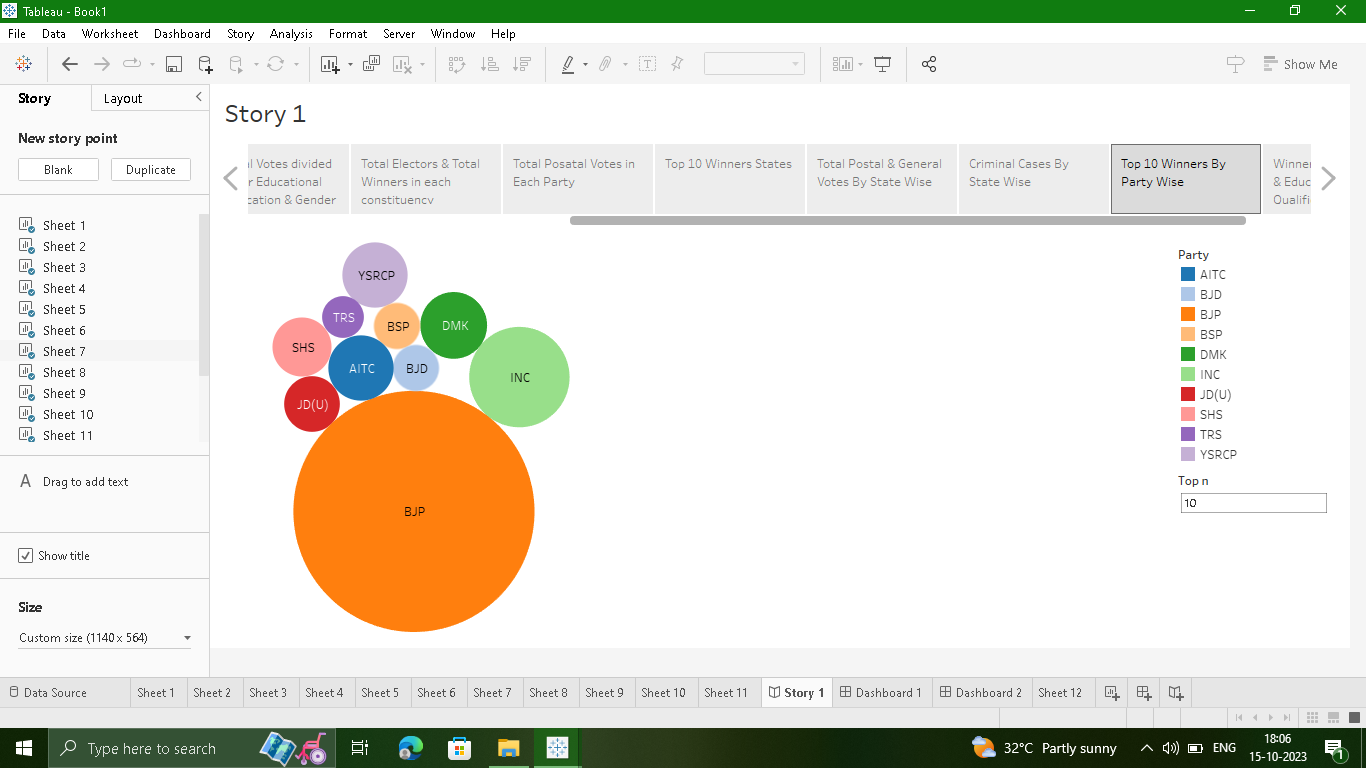 Tableau - Book1
File Data Worksheet Dashboard Story Analysis Format Server Window Help
Show Me
Story
Layout
New story point
Blank
Duplicate
Sheet 1
Sheet 2
Sheet 3
Sheet 4
Sheet 5
Sheet 6
Sheet 7
Sheet 8
Sheet 9
Sheet 10
Sheet 11
A Drag to add text
Show title
Size
Custom size (1140 x 564)
Story 1
al Votes divided
r Educational
cation & Gender
Total Electors & Total
Winners in each
constituency
Total Posatal Votes in
Each Party
Top 10 Winners States
Total Postal & General
Votes By State Wise
Criminal Cases By
State Wise
Top 10 Winners By
Party Wise
Winner
& Educ
Qualifi
YSRCP
TRS
BSP
DMK
SHS
AITC
BJD
INC
JD(U)
BJP
Party
AITC
BJD
BJP
BSP
DMK
INC
JD(U)
SHS
TRS
YSRCP
Top n
10
Data Source Sheet 1 Sheet 2 Sheet 3 Sheet 4 Sheet 5 Sheet 6 Sheet 7 Sheet 8 Sheet 9 Sheet 10 Sheet 11 Story 1 Dashboard 1 Dashboard 2 Sheet 12
Type here to search
32°C Partly sunny
ENG
18:06
15-10-2023
1